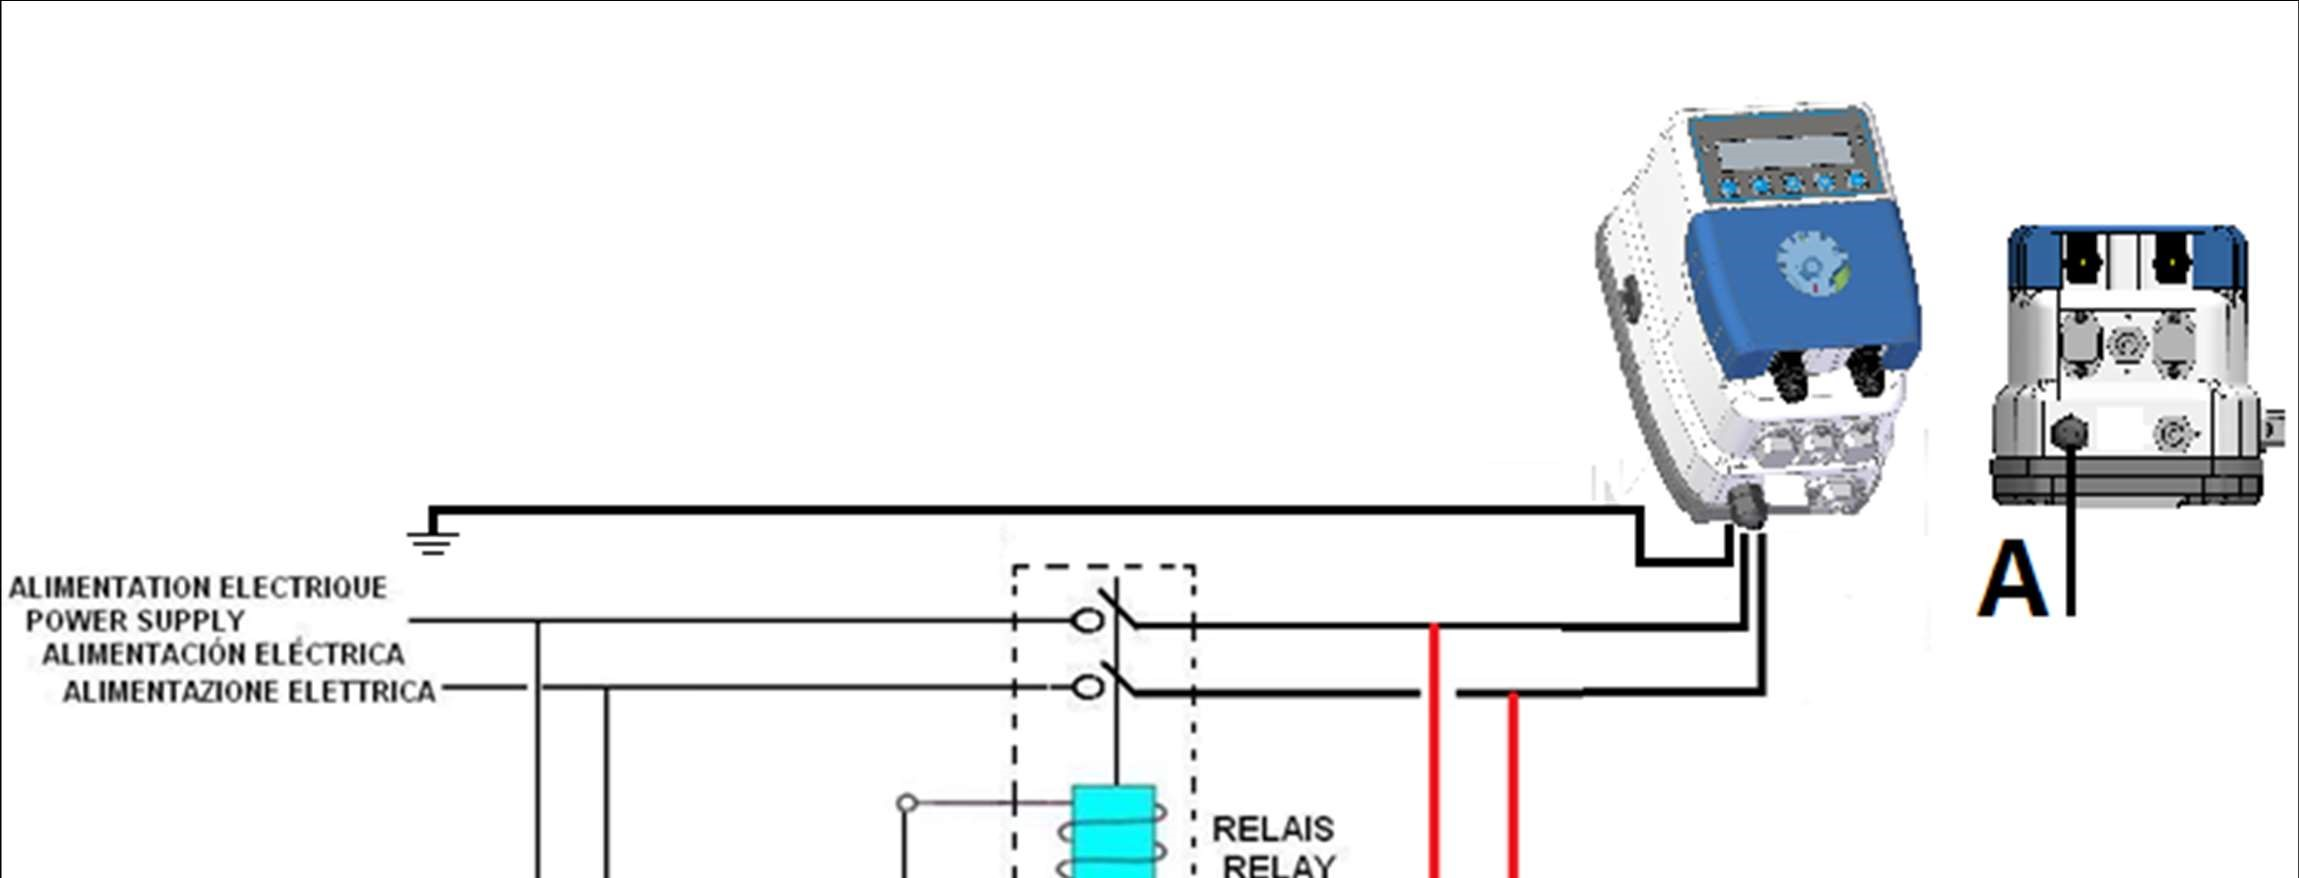 ALIMENTATION ELECTRIQUE
POWER SUPPLY
ALIMENTACIÓN ELÉCTRICA
ALIMENTAZIONE ELETTRICA
A
RELAIS
RELAY